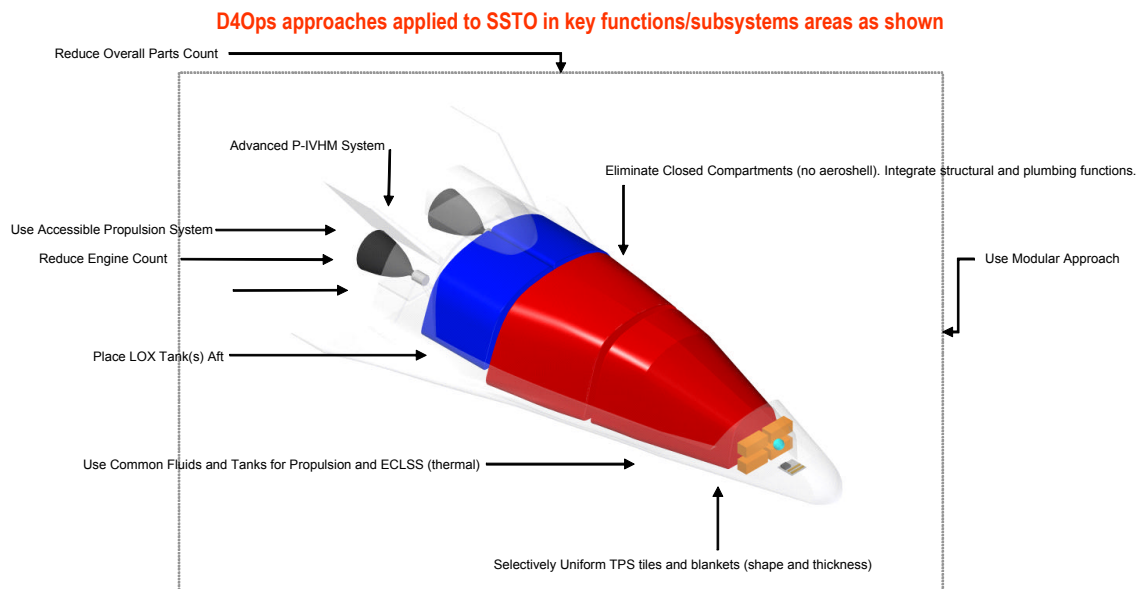 D4Ops approaches applied to SSTO in key functions/subsystems areas as shown
Reduce Overall Parts Count
Advanced P-IVHM System
Eliminate Closed Compartments (no aeroshell). Integrate structural and plumbing functions.
Use Accessible Propulsion System
Reduce Engine Count
Use Modular Approach
Place LOX Tank(s) Aft
Use Common Fluids and Tanks for Propulsion and ECLSS (thermal)
Selectively Uniform TPS tiles and blankets (shape and thickness)